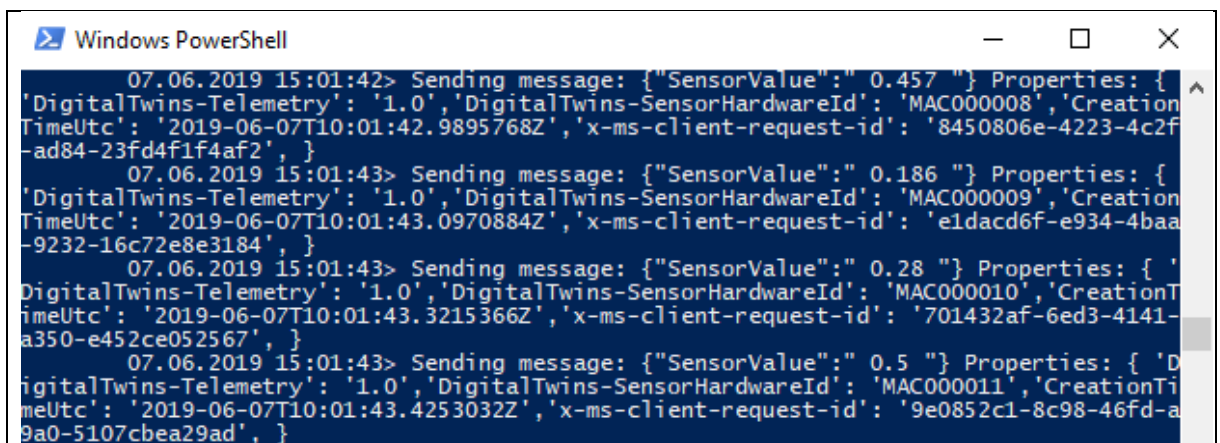 Windows PowerShell
07.06.2019 15:01:42> Sending message: {"SensorValue":" 0.457 "} Properties: {
'DigitalTwins-Telemetry': '1.0','DigitalTwins-SensorHardwareId': 'MAC000008','Creation
TimeUtc': '2019-06-07T10:01:42.9895768Z','x-ms-client-request-id': '8450806e-4223-4c2f
-ad84-23fd4f1f4af2', }
07.06.2019 15:01:43> Sending message: {"SensorValue":" 0.186 "} Properties: {
'DigitalTwins-Telemetry': '1.0','DigitalTwins-SensorHardwareId': 'MAC000009','Creation
TimeUtc': '2019-06-07T10:01:43.0970884Z','x-ms-client-request-id': 'e1dacd6f-e934-4baa
-9232-16c72e8e3184', }
07.06.2019 15:01:43> Sending message: {"SensorValue":" 0.28 "} Properties: { '
DigitalTwins-Telemetry': '1.0','DigitalTwins-SensorHardwareId': 'MAC000010','CreationT
imeUtc': '2019-06-07T10:01:43.3215366Z','x-ms-client-request-id': '701432af-6ed3-4141-
a350-e452ce052567', }
07.06.2019 15:01:43> Sending message: {"SensorValue":" 0.5 "} Properties: { 'D
igitalTwins-Telemetry': '1.0','DigitalTwins-SensorHardwareId': 'MAC000011','CreationTi
meUtc': '2019-06-07T10:01:43.4253032Z','x-ms-client-request-id': '9e0852c1-8c98-46fd-a
9a0-5107cbea29ad', }